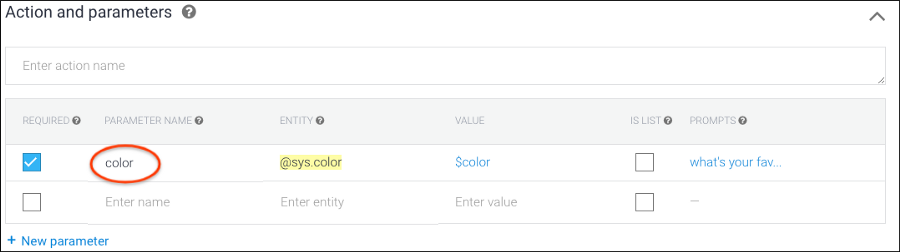 Action and parameters
Enter action name
REQUIRED PARAMETER NAME ENTITY VALUE IS LIST PROMPTS
color @sys.color $color what's your fav...
Enter name Enter entity Enter value —
+ New parameter